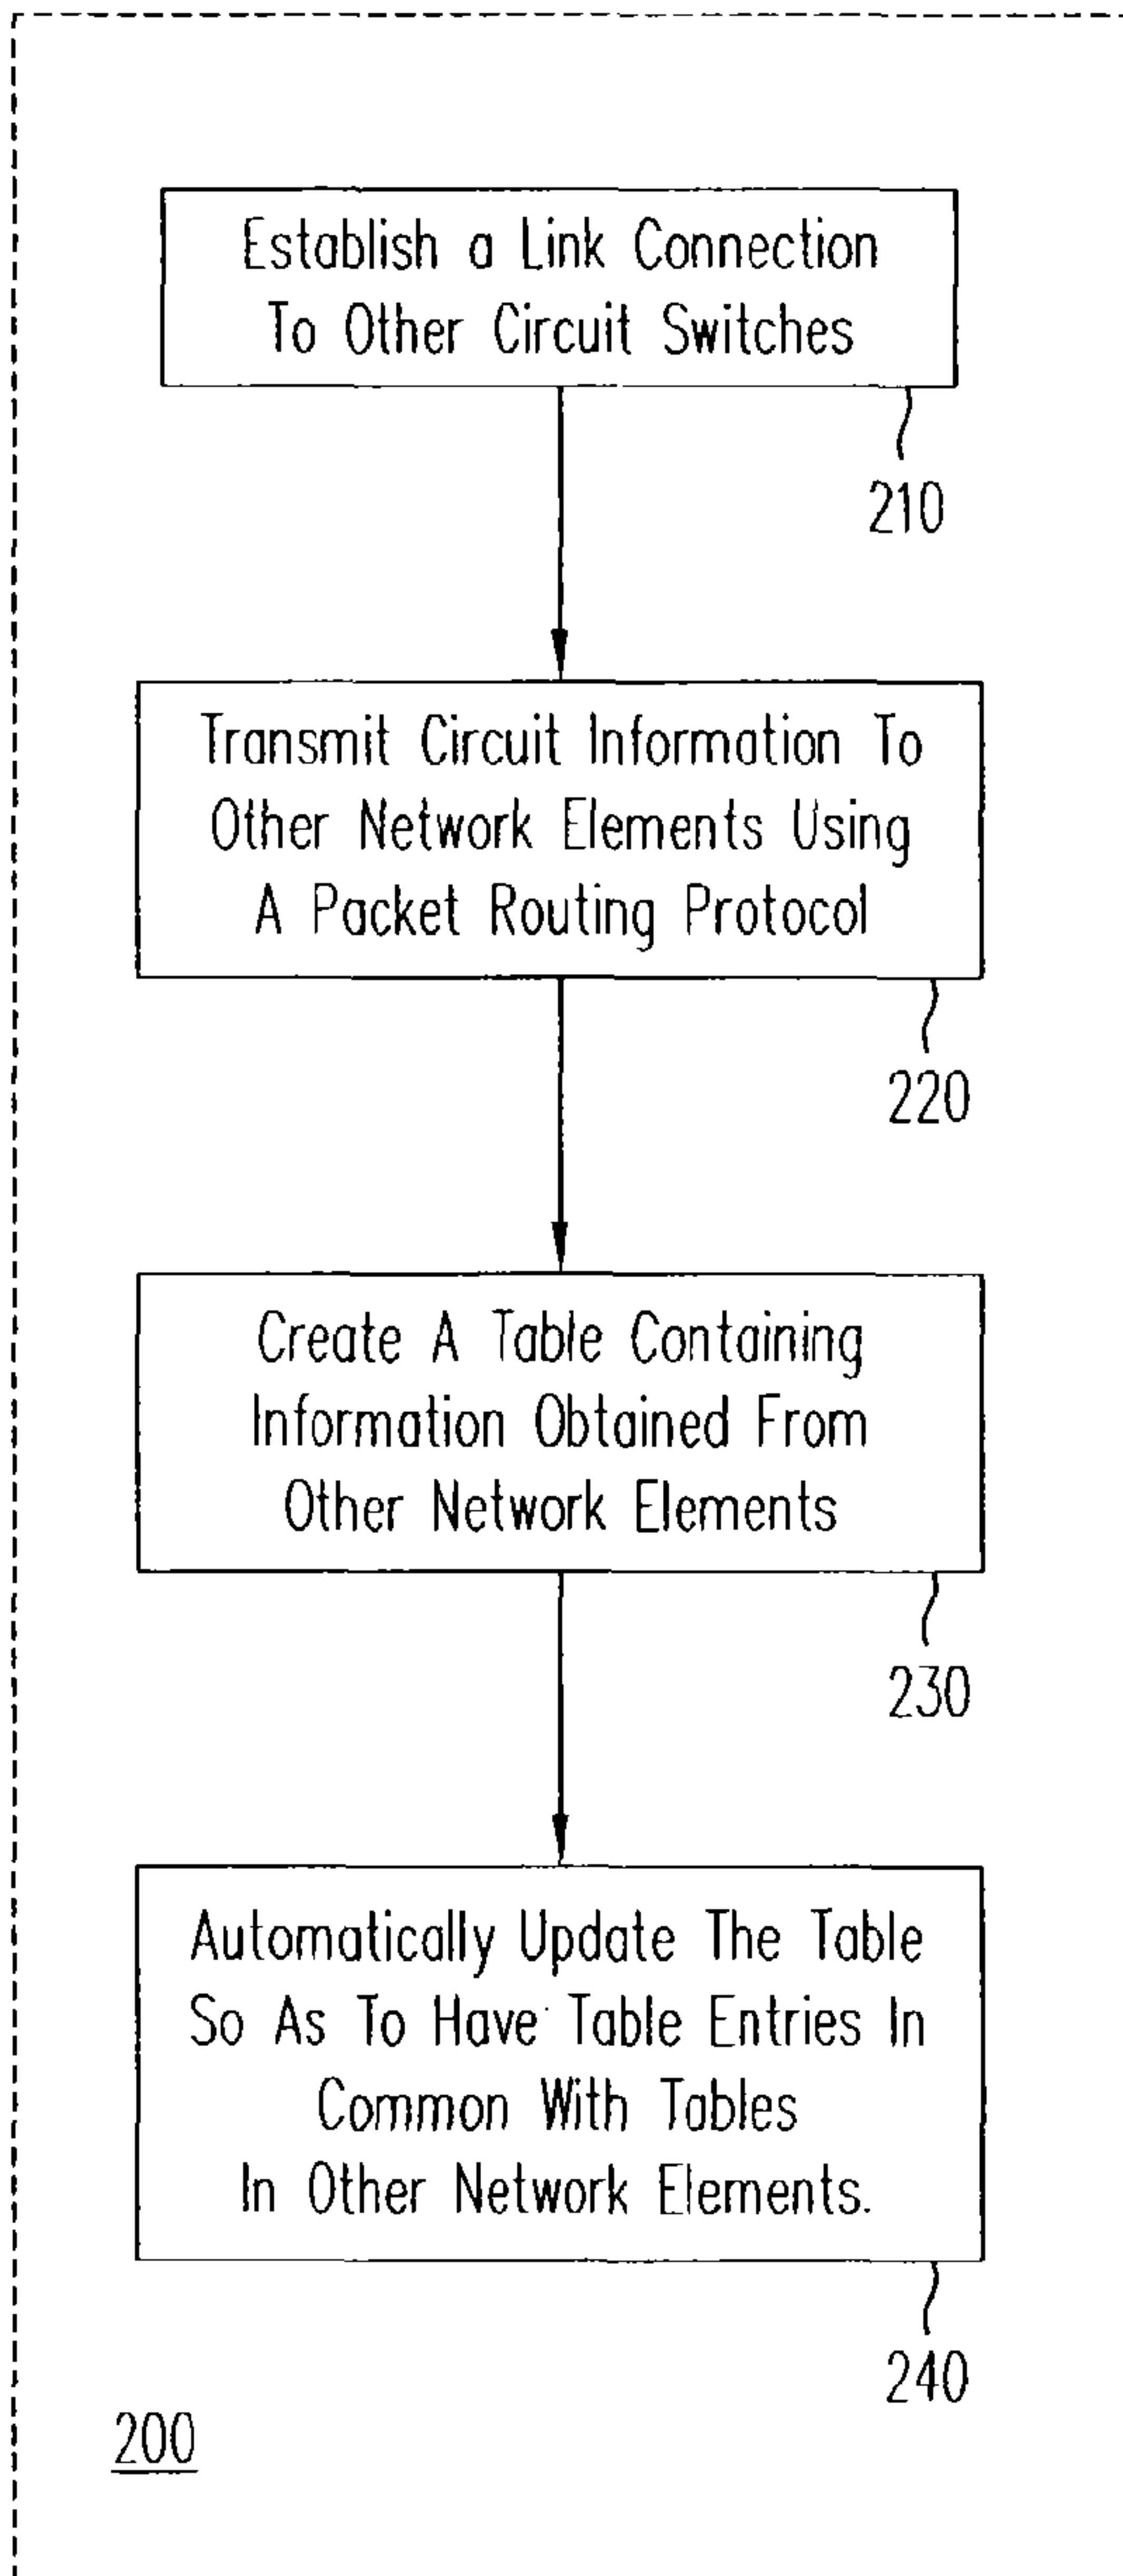 Establish a Link Connection
To Other Circuit Switches
210
Transmit Circuit Information To
Other Network Elements Using
A Packet Routing Protocol
220
Create A Table Containing
Information Obtained From
Other Network Elements
230
Automatically Update The Table
So As To Have Table Entries In
Common With Tables
In Other Network Elements.
240
200